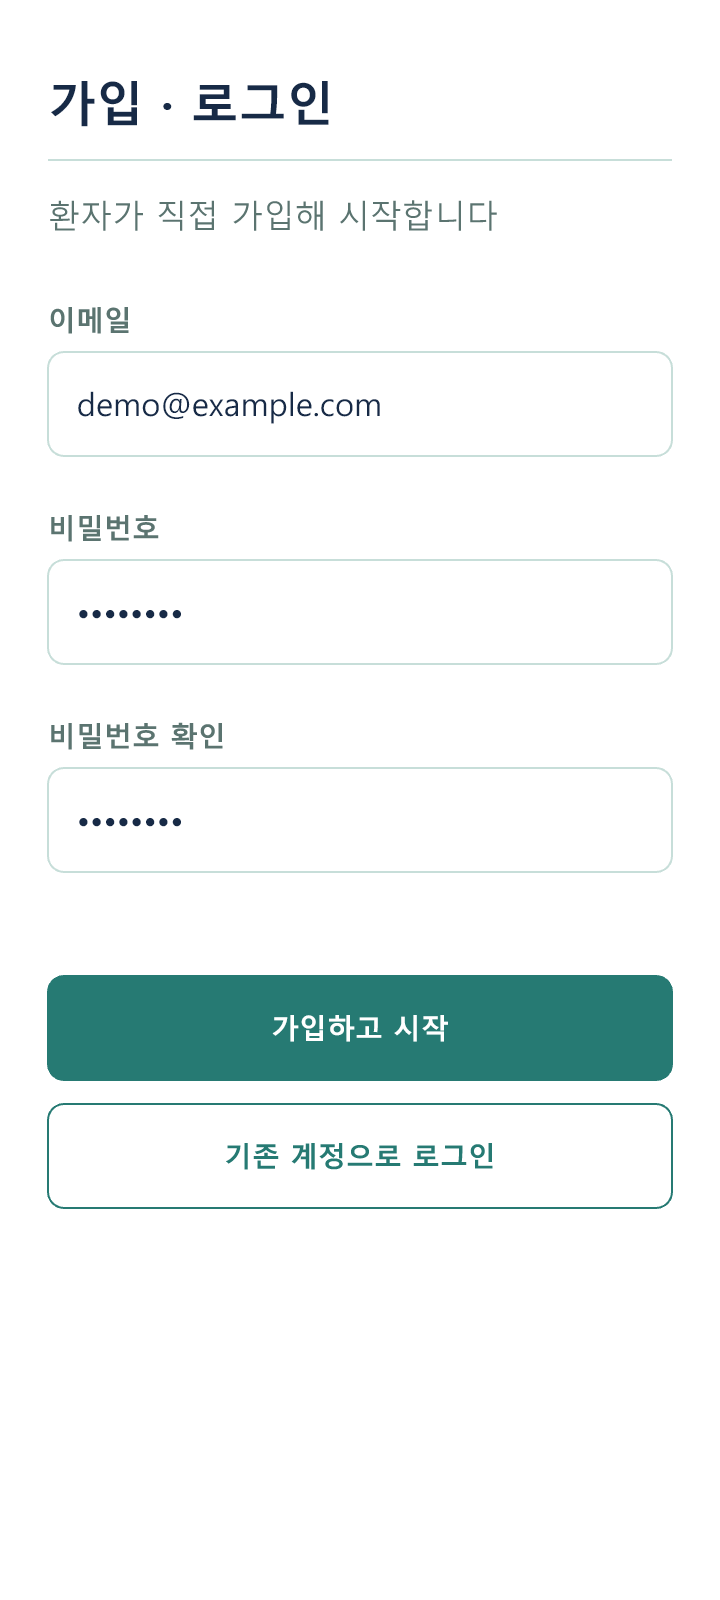 가입 · 로그인
환자가 직접 가입해 시작합니다
이메일
demo@example.com
비밀번호
••••••••
비밀번호 확인
••••••••
가입하고 시작
기존 계정으로 로그인